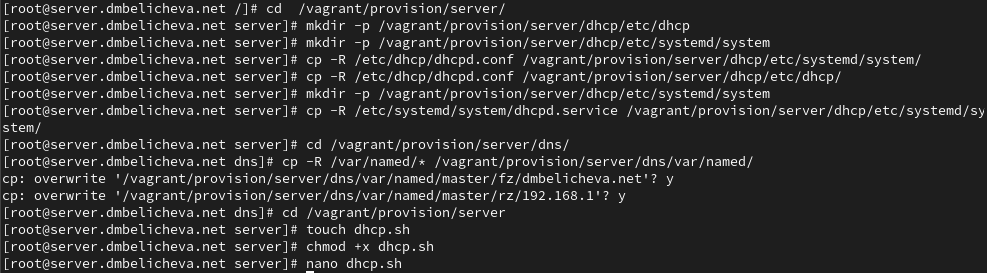 [root@server.dmbelicheva.net /]# cd  /vagrant/provision/server/
[root@server.dmbelicheva.net server]# mkdir -p /vagrant/provision/server/dhcp/etc/dhcp
[root@server.dmbelicheva.net server]# mkdir -p /vagrant/provision/server/dhcp/etc/systemd/system
[root@server.dmbelicheva.net server]# cp -R /etc/dhcp/dhcpd.conf /vagrant/provision/server/dhcp/etc/systemd/system/
[root@server.dmbelicheva.net server]# cp -R /etc/dhcp/dhcpd.conf /vagrant/provision/server/dhcp/etc/dhcp/
[root@server.dmbelicheva.net server]# mkdir -p /vagrant/provision/server/dhcp/etc/systemd/system
[root@server.dmbelicheva.net server]# cp -R /etc/systemd/system/dhcpd.service /vagrant/provision/server/dhcp/etc/systemd/sy
stem/
[root@server.dmbelicheva.net server]# cd /vagrant/provision/server/dns/
[root@server.dmbelicheva.net dns]# cp -R /var/named/* /vagrant/provision/server/dns/var/named/
cp: overwrite '/vagrant/provision/server/dns/var/named/master/fz/dmbelicheva.net'? y
cp: overwrite '/vagrant/provision/server/dns/var/named/master/rz/192.168.1'? y
[root@server.dmbelicheva.net dns]# cd /vagrant/provision/server
[root@server.dmbelicheva.net server]# touch dhcp.sh
[root@server.dmbelicheva.net server]# chmod +x dhcp.sh
[root@server.dmbelicheva.net server]# nano dhcp.sh